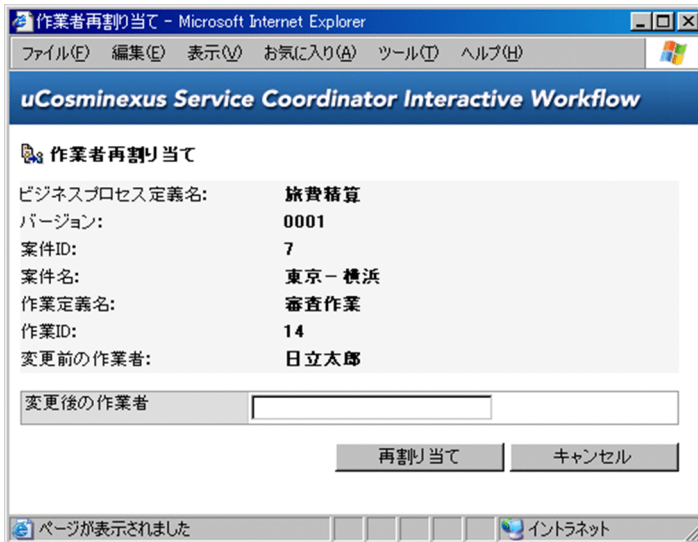 作業者再割り当て - Microsoft Internet Explorer
ファイル(F) 編集(E) 表示(V) お気に入り(A) ツール(T) ヘルプ(H)
uCosminexus Service Coordinator Interactive Workflow
作業者再割り当て
ビジネスプロセス定義名: 旅費精算
バージョン: 0001
案件ID: 7
案件名: 東京－横浜
作業定義名: 審査作業
作業ID: 14
変更前の作業者: 日立太郎
変更後の作業者
再割り当て キャンセル
ページが表示されました イントラネット